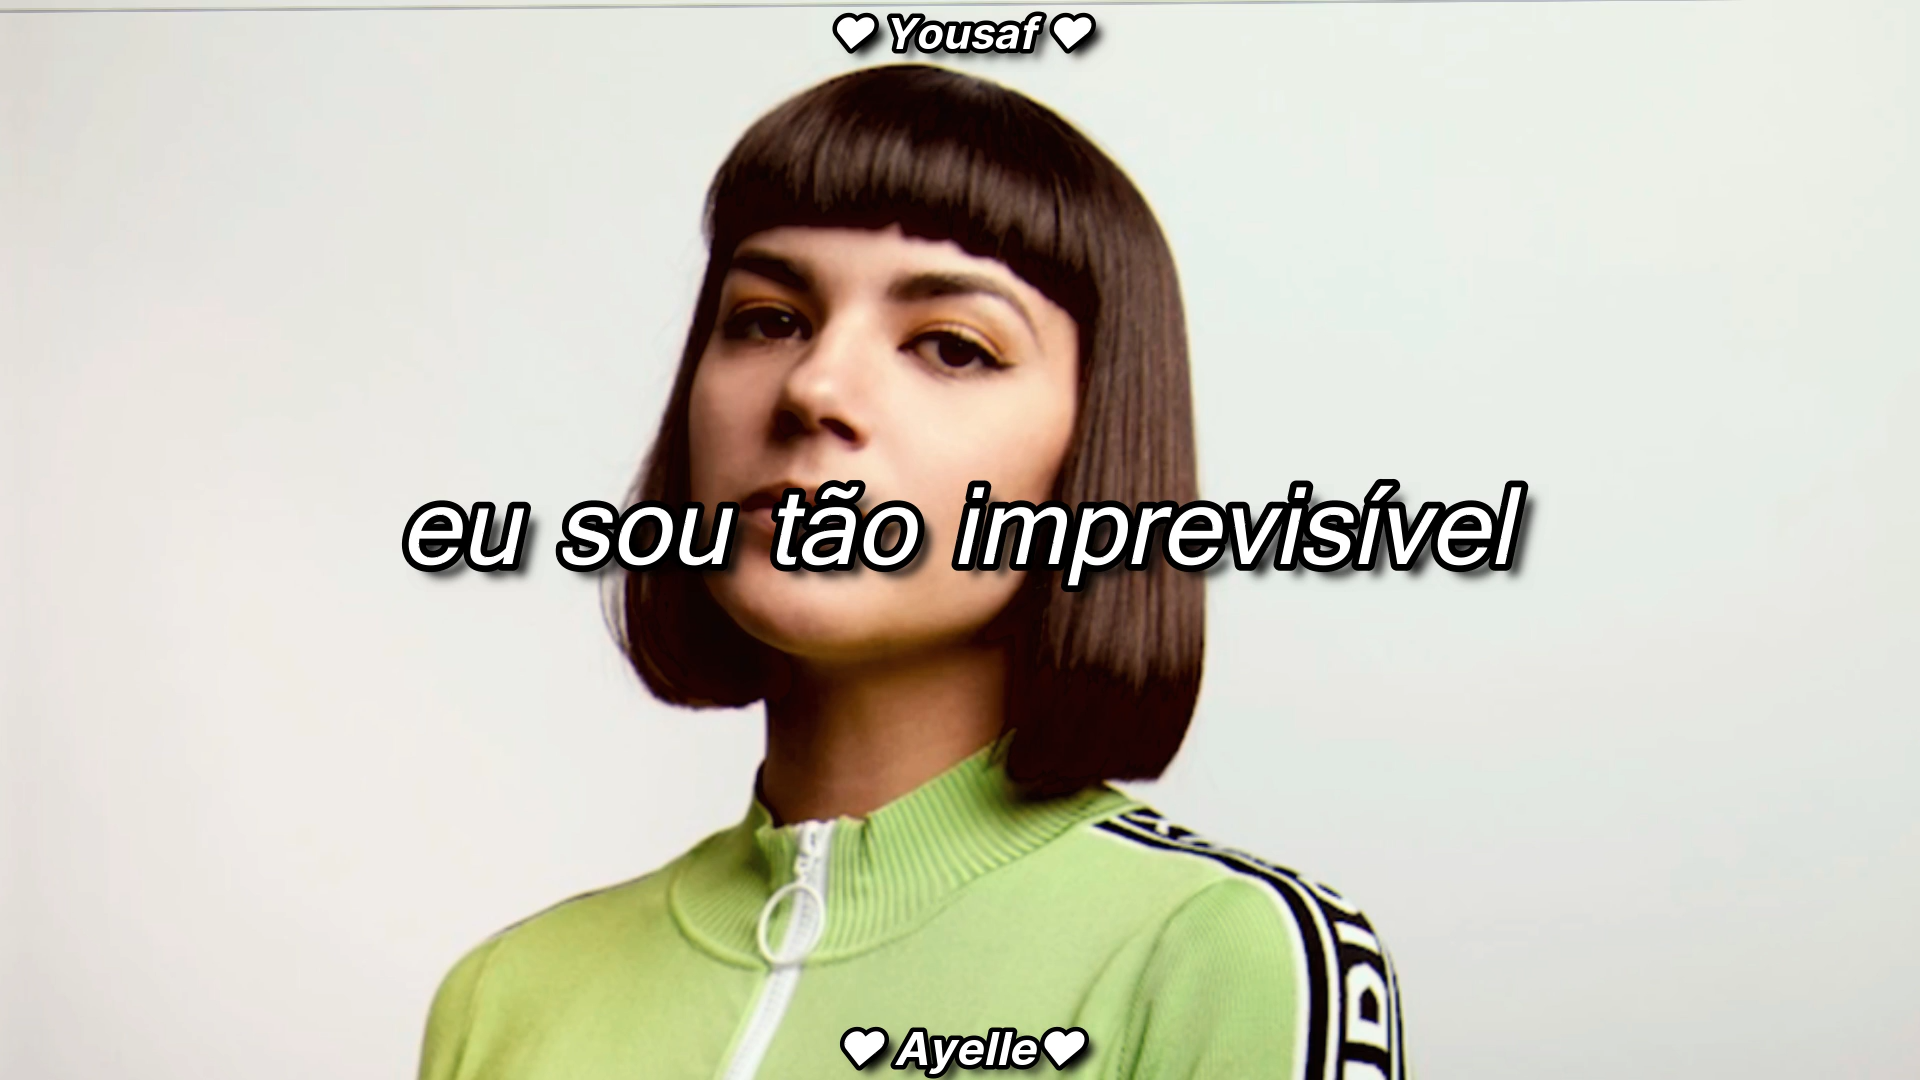 ♥ Yousaf ♥
eu sou tão imprevisível
♥ Ayelle♥